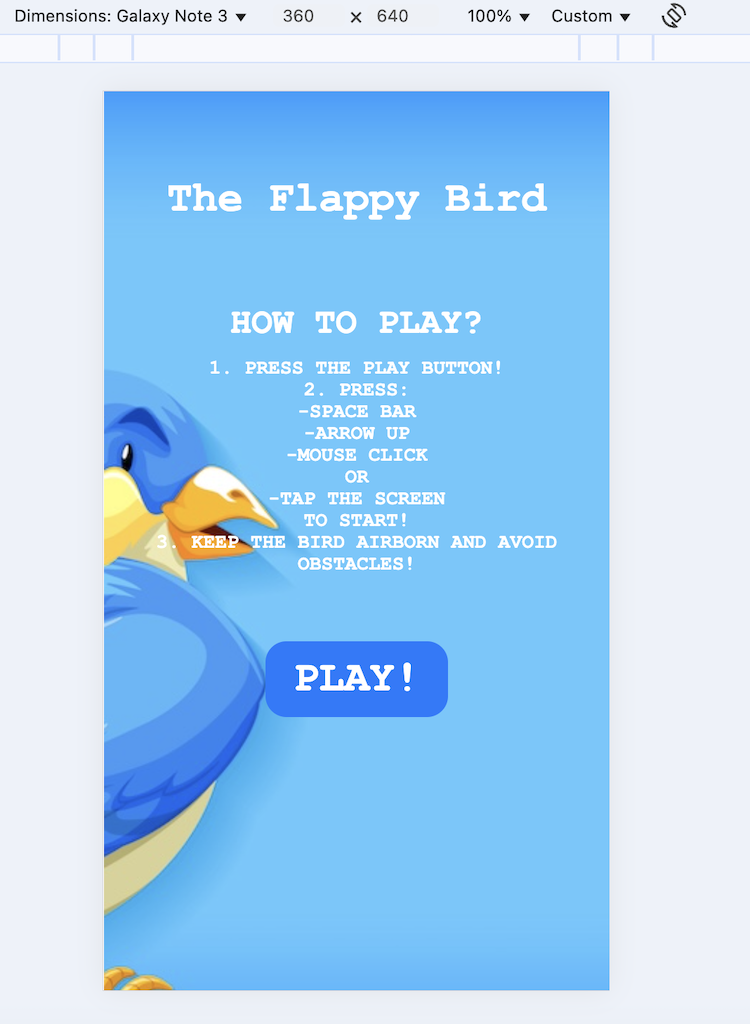 Dimensions: Galaxy Note 3 ▼ 360 × 640 100% ▼ Custom ▼
The Flappy Bird
HOW TO PLAY?
1. PRESS THE PLAY BUTTON!
2. PRESS:
-SPACE BAR
-ARROW UP
-MOUSE CLICK
OR
-TAP THE SCREEN
TO START!
3. KEEP THE BIRD AIRBORN AND AVOID
OBSTACLES!
PLAY!